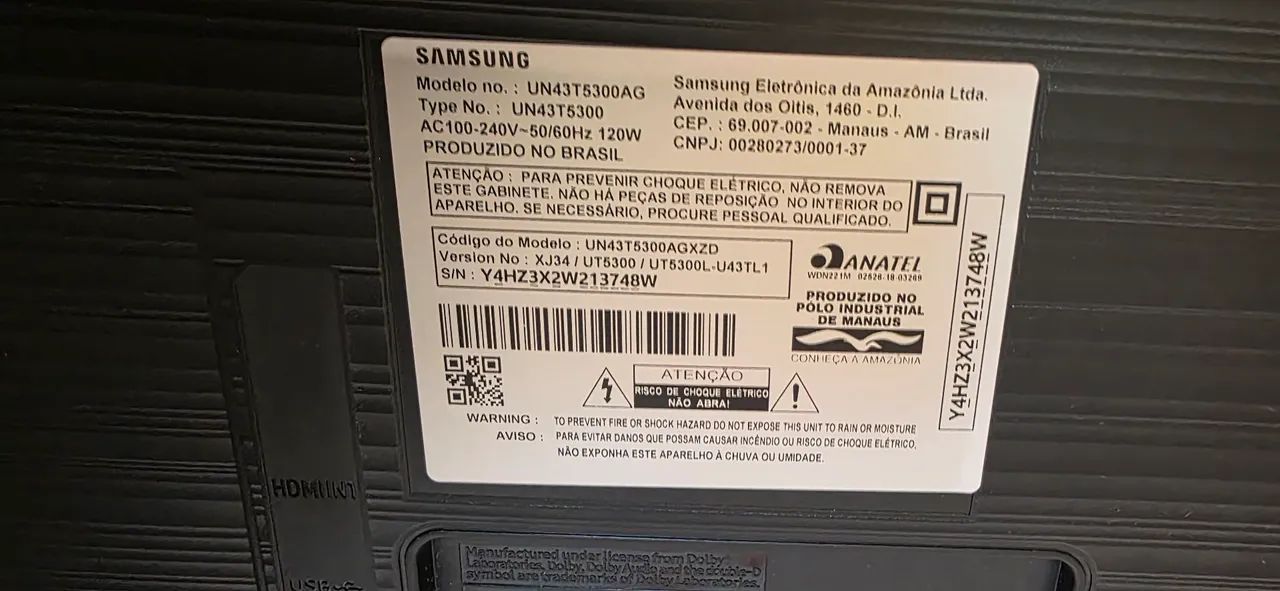 SAMSUNG
Modelo no. : UN43T5300AG
Type No. : UN43T5300
AC100-240V~50/60Hz 120W
PRODUZIDO NO BRASIL
Samsung Eletrônica da Amazônia Ltda.
Avenida dos Oitis, 1460 - D.I.
CEP. : 69.007-002 - Manaus - AM - Brasil
CNPJ: 00280273/0001-37
ATENÇÃO : PARA PREVENIR CHOQUE ELÉTRICO, NÃO REMOVA
ESTE GABINETE. NÃO HÁ PEÇAS DE REPOSIÇÃO NO INTERIOR DO
APARELHO. SE NECESSÁRIO, PROCURE PESSOAL QUALIFICADO.
Código do Modelo : UN43T5300AGXZD
Version No : XJ34 / UT5300 / UT5300L-U43TL1
S/N : Y4HZ3X2W213748W
ANATEL
WDN221M 02528-18-03269
PRODUZIDO NO
PÓLO INDUSTRIAL
DE MANAUS
CONHEÇA A AMAZÔNIA
Y4HZ3X2W213748W
ATENÇÃO
RISCO DE CHOQUE ELÉTRICO
NÃO ABRA!
WARNING : TO PREVENT FIRE OR SHOCK HAZARD DO NOT EXPOSE THIS UNIT TO RAIN OR MOISTURE
AVISO : PARA EVITAR DANOS QUE POSSAM CAUSAR INCÊNDIO OU RISCO DE CHOQUE ELÉTRICO,
NÃO EXPONHA ESTE APARELHO À CHUVA OU UMIDADE.
Manufactured under license from Dolby
Laboratories. Dolby, Dolby Audio and the double-D
symbol are trademarks of Dolby Laboratories.